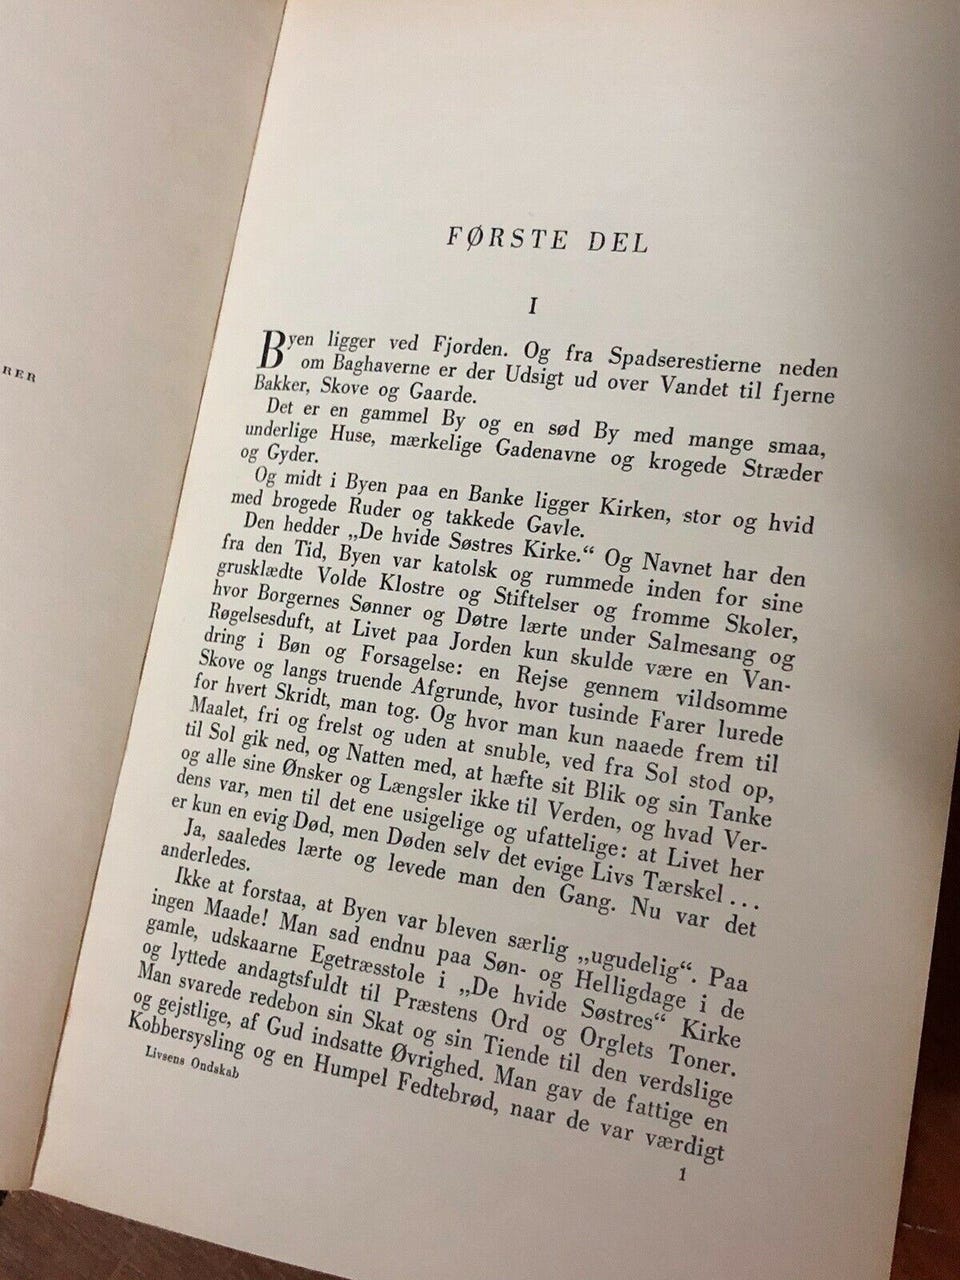 RER
FØRSTE DEL
I
Byen ligger ved Fjorden. Og fra Spadserestierne neden
om Baghaverne er der Udsigt ud over Vandet til fjerne
Bakker, Skove og Gaarde.
Det er en gammel By og en sød By med mange smaa,
underlige Huse, mærkelige Gadenavne og krogede Stræder
og Gyder.
Og midt i Byen paa en Banke ligger Kirken, stor og hvid
med brogede Ruder og takkede Gavle.
Den hedder „De hvide Søstres Kirke.“ Og Navnet har den
fra den Tid, Byen var katolsk og rummede inden for sine
grusklædte Volde Klostre og Stiftelser og fromme Skoler,
hvor Borgernes Sønner og Døtre lærte under Salmesang og
Røgelsesduft, at Livet paa Jorden kun skulde være en Van-
dring i Bøn og Forsagelse: en Rejse gennem vildsomme
Skove og langs truende Afgrunde, hvor tusinde Farer lurede
for hvert Skridt, man tog. Og hvor man kun naaede frem til
Maalet, fri og frelst og uden at snuble, ved fra Sol stod op,
til Sol gik ned, og Natten med, at hæfte sit Blik og sin Tanke
og alle sine Ønsker og Længsler ikke til Verden, og hvad Ver-
dens var, men til det ene usigelige og ufattelige: at Livet her
er kun en evig Død, men Døden selv det evige Livs Tærskel . . .
Ja, saaledes lærte og levede man den Gang. Nu var det
anderledes.
Ikke at forstaa, at Byen var bleven særlig „ugudelig“. Paa
ingen Maade! Man sad endnu paa Søn- og Helligdage i de
gamle, udskaarne Egetræsstole i „De hvide Søstres“ Kirke
og lyttede andagtsfuldt til Præstens Ord og Orglets Toner.
Man svarede redebon sin Skat og sin Tiende til den verdslige
og gejstlige, af Gud indsatte Øvrighed. Man gav de fattige en
Kobbersysling og en Humpel Fedtebrød, naar de var værdigt
Livsens Ondskab
1